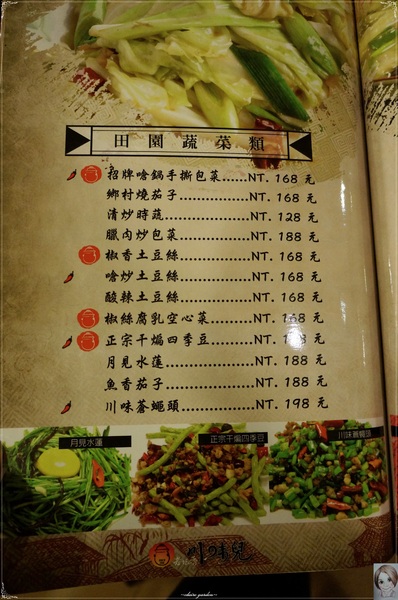 田園蔬菜類
招牌嗆鍋手撕包菜......NT. 168 元
鄉村燒茄子................NT. 168 元
清炒時蔬....................NT. 128 元
臘肉炒包菜................NT. 188 元
椒香土豆絲................NT. 168 元
嗆炒土豆絲................NT. 168 元
酸辣土豆絲................NT. 168 元
椒絲腐乳空心菜..........NT. 168 元
正宗干煸四季豆..........NT. 188 元
月見水蓮....................NT. 188 元
魚香茄子....................NT. 188 元
川味蒼蠅頭................NT. 198 元
月見水蓮
正宗干煸四季豆
川味蒼蠅頭
川味兒